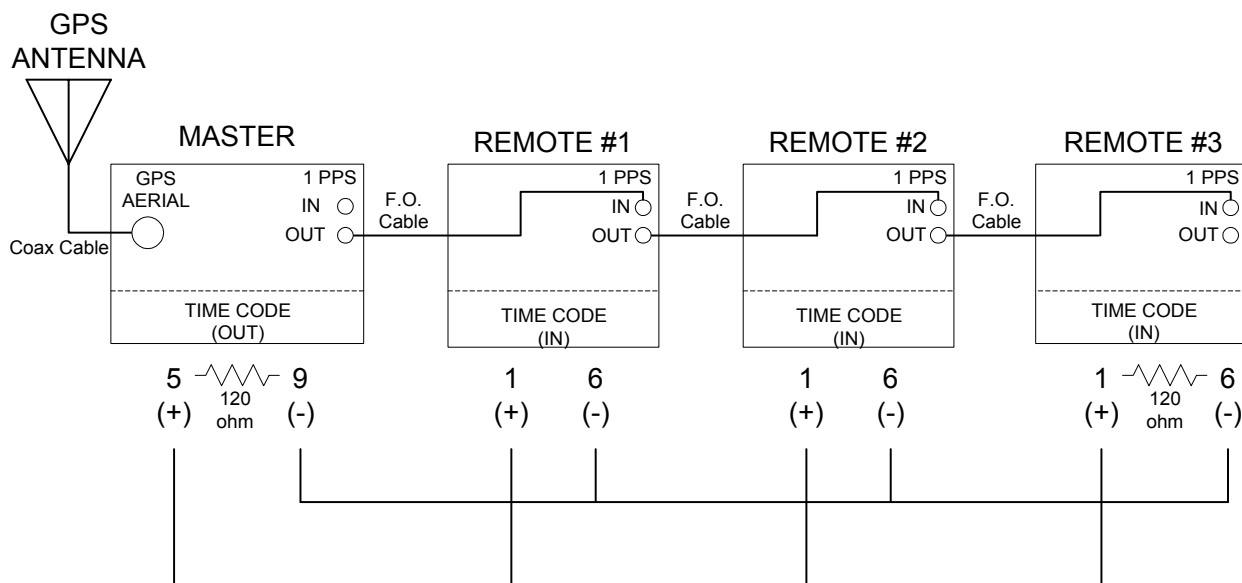 GPS
ANTENNA
MASTER
REMOTE #1
REMOTE #2
REMOTE #3
GPS
AERIAL
1 PPS
IN
OUT
Coax Cable
F.O.
Cable
1 PPS
IN
OUT
F.O.
Cable
1 PPS
IN
OUT
F.O.
Cable
1 PPS
IN
OUT
TIME CODE
(OUT)
TIME CODE
(IN)
TIME CODE
(IN)
TIME CODE
(IN)
5
120
ohm
9
(+)
(-)
1
6
(+)
(-)
1
6
(+)
(-)
1
120
ohm
6
(+)
(-)